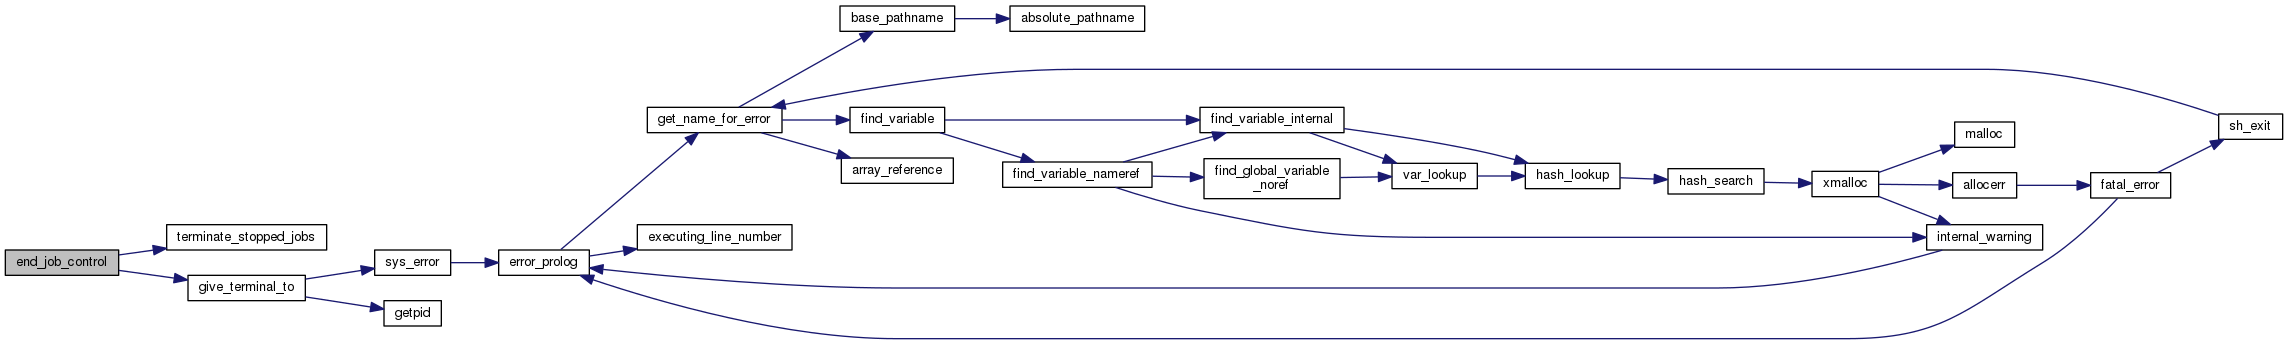 base_pathname
absolute_pathname
get_name_for_error
find_variable
find_variable_internal
sh_exit
malloc
array_reference
find_variable_nameref
find_global_variable
_noref
var_lookup
hash_lookup
hash_search
xmalloc
allocerr
fatal_error
terminate_stopped_jobs
executing_line_number
internal_warning
end_job_control
sys_error
error_prolog
give_terminal_to
getpid